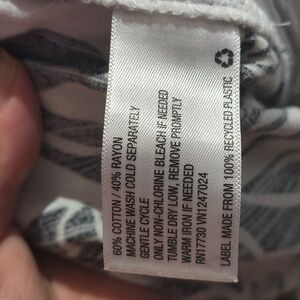 60% COTTON / 40% RAYON
MACHINE WASH COLD SEPARATELY
GENTLE CYCLE
ONLY NON-CHLORINE BLEACH IF NEEDED
TUMBLE DRY LOW, REMOVE PROMPTLY
WARM IRON IF NEEDED
RN17730 IN1247024
LABEL MADE FROM 100% RECYCLED PLASTIC